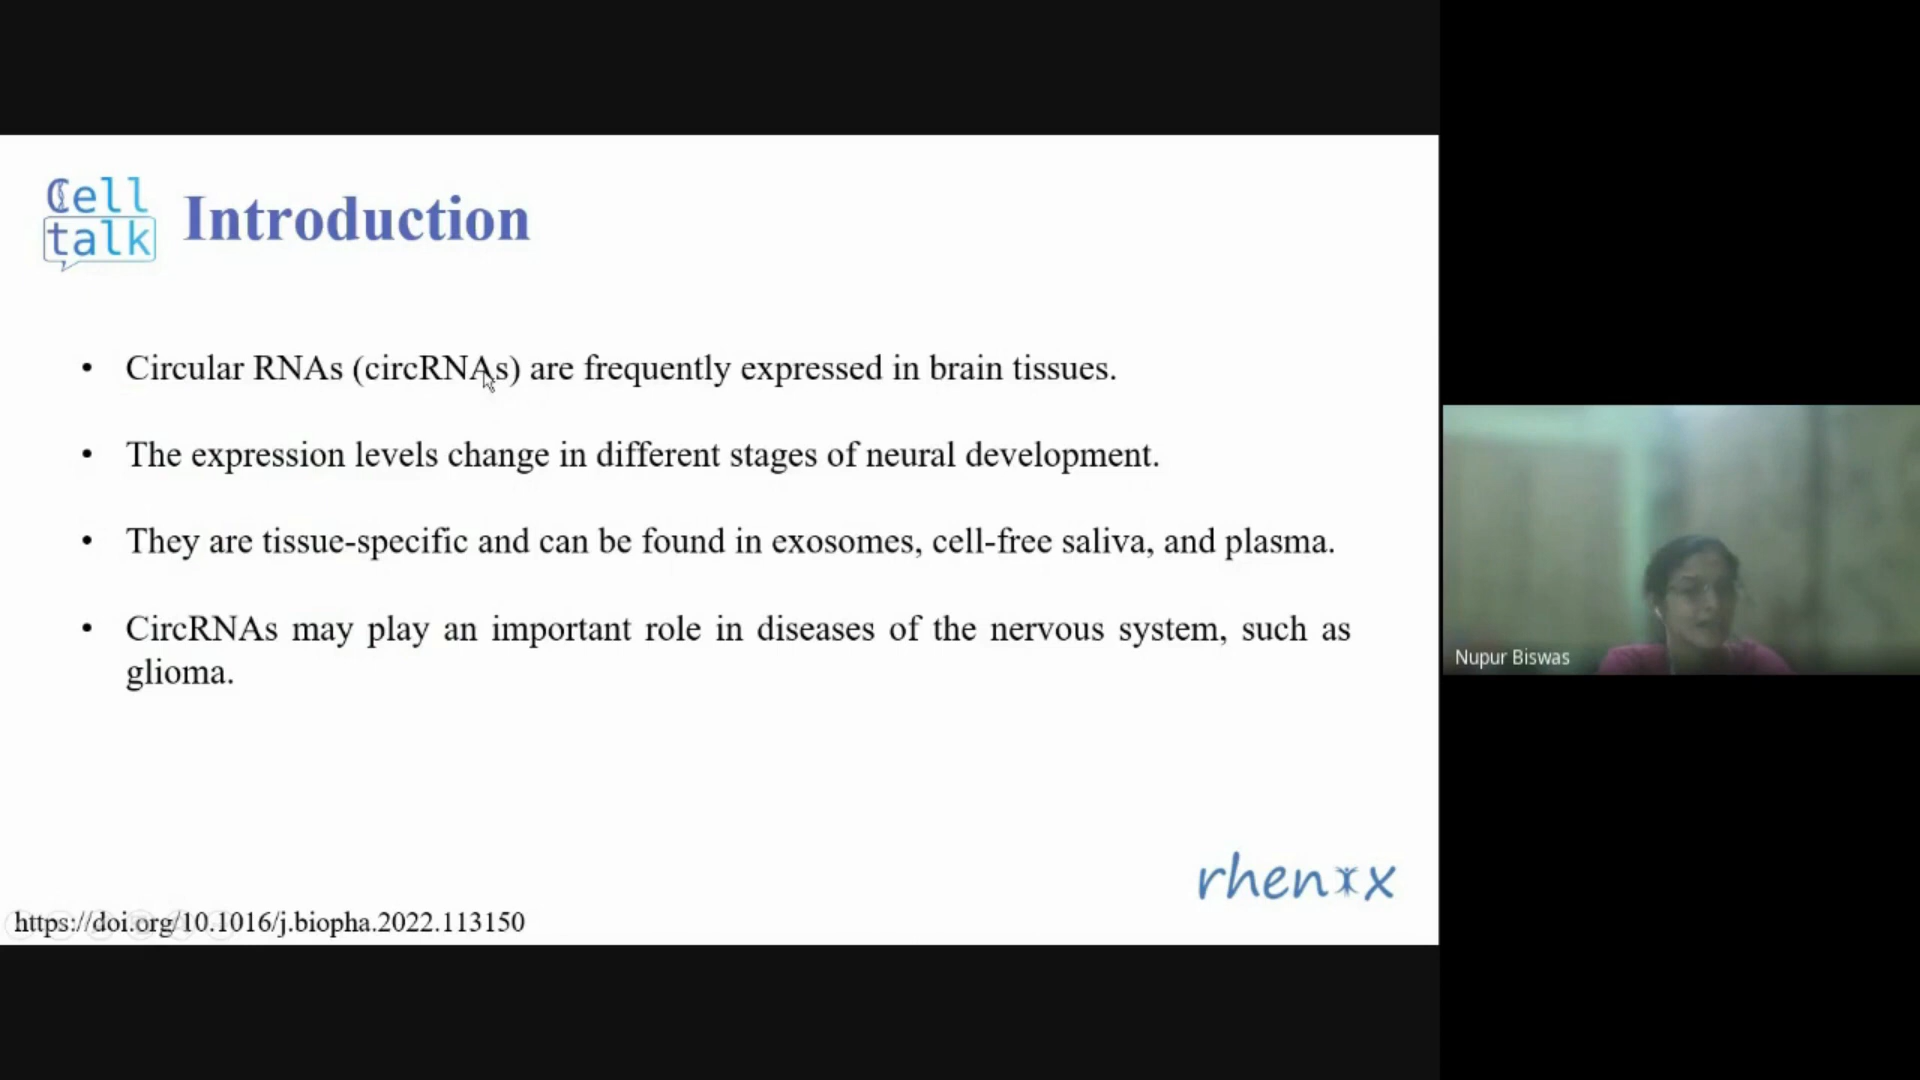 Cell
talk
Introduction
• Circular RNAs (circRNAs) are frequently expressed in brain tissues.
• The expression levels change in different stages of neural development.
• They are tissue-specific and can be found in exosomes, cell-free saliva, and plasma.
• CircRNAs may play an important role in diseases of the nervous system, such as
glioma.
rhenix
https://doi.org/10.1016/j.biopha.2022.113150
Nupur Biswas